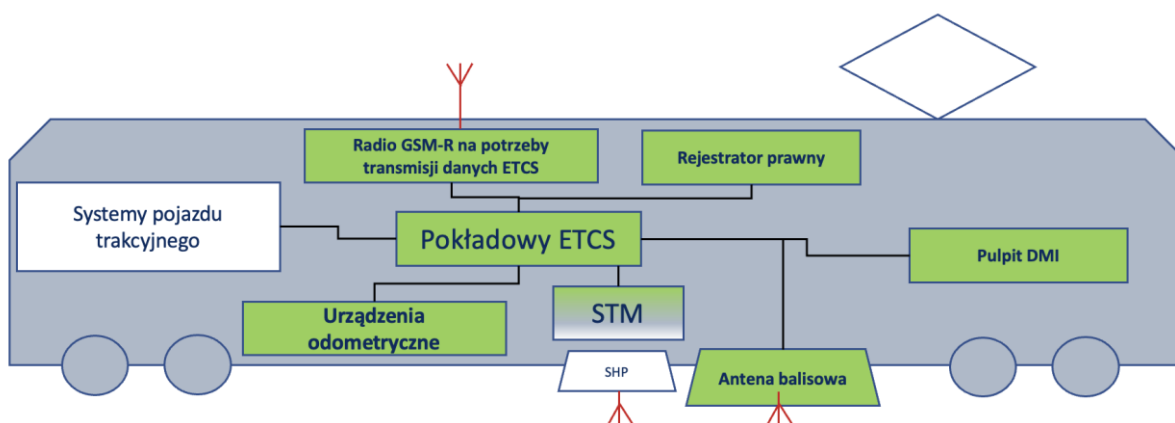 Radio GSM-R na potrzeby
transmisji danych ETCS
Rejestrator prawny
Systemy pojazdu
trakcyjnego
Pokładowy ETCS
Pulpit DMI
Urządzenia
odometryczne
STM
SHP
Antena balisowa